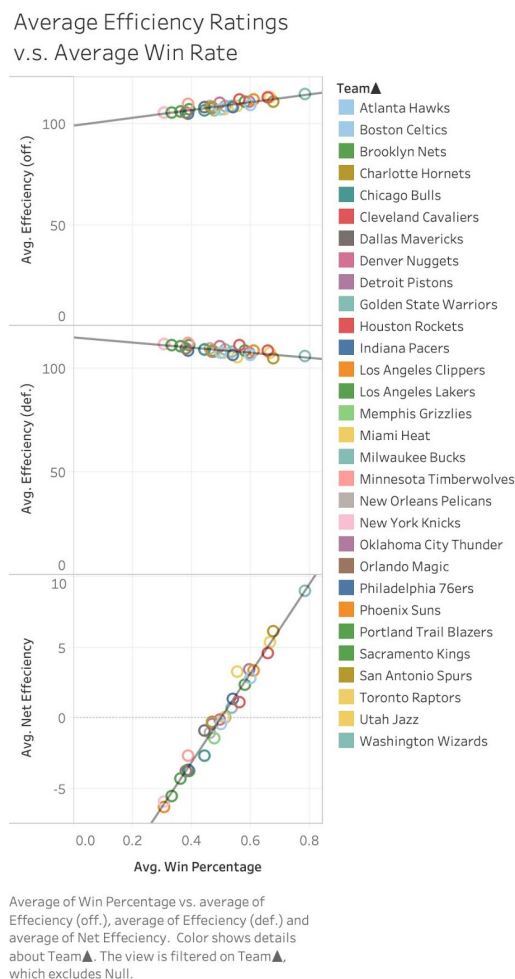 Average Efficiency Ratings
v.s. Average Win Rate
Avg. Effeciency (off.)
100
50
0
Avg. Effeciency (def.)
100
50
0
Avg. Net Effeciency
10
5
0
-5
0.0 0.2 0.4 0.6 0.8
Avg. Win Percentage
Team▲
Atlanta Hawks
Boston Celtics
Brooklyn Nets
Charlotte Hornets
Chicago Bulls
Cleveland Cavaliers
Dallas Mavericks
Denver Nuggets
Detroit Pistons
Golden State Warriors
Houston Rockets
Indiana Pacers
Los Angeles Clippers
Los Angeles Lakers
Memphis Grizzlies
Miami Heat
Milwaukee Bucks
Minnesota Timberwolves
New Orleans Pelicans
New York Knicks
Oklahoma City Thunder
Orlando Magic
Philadelphia 76ers
Phoenix Suns
Portland Trail Blazers
Sacramento Kings
San Antonio Spurs
Toronto Raptors
Utah Jazz
Washington Wizards
Average of Win Percentage vs. average of
Effeciency (off.), average of Effeciency (def.) and
average of Net Effeciency.  Color shows details
about Team▲. The view is filtered on Team▲,
which excludes Null.